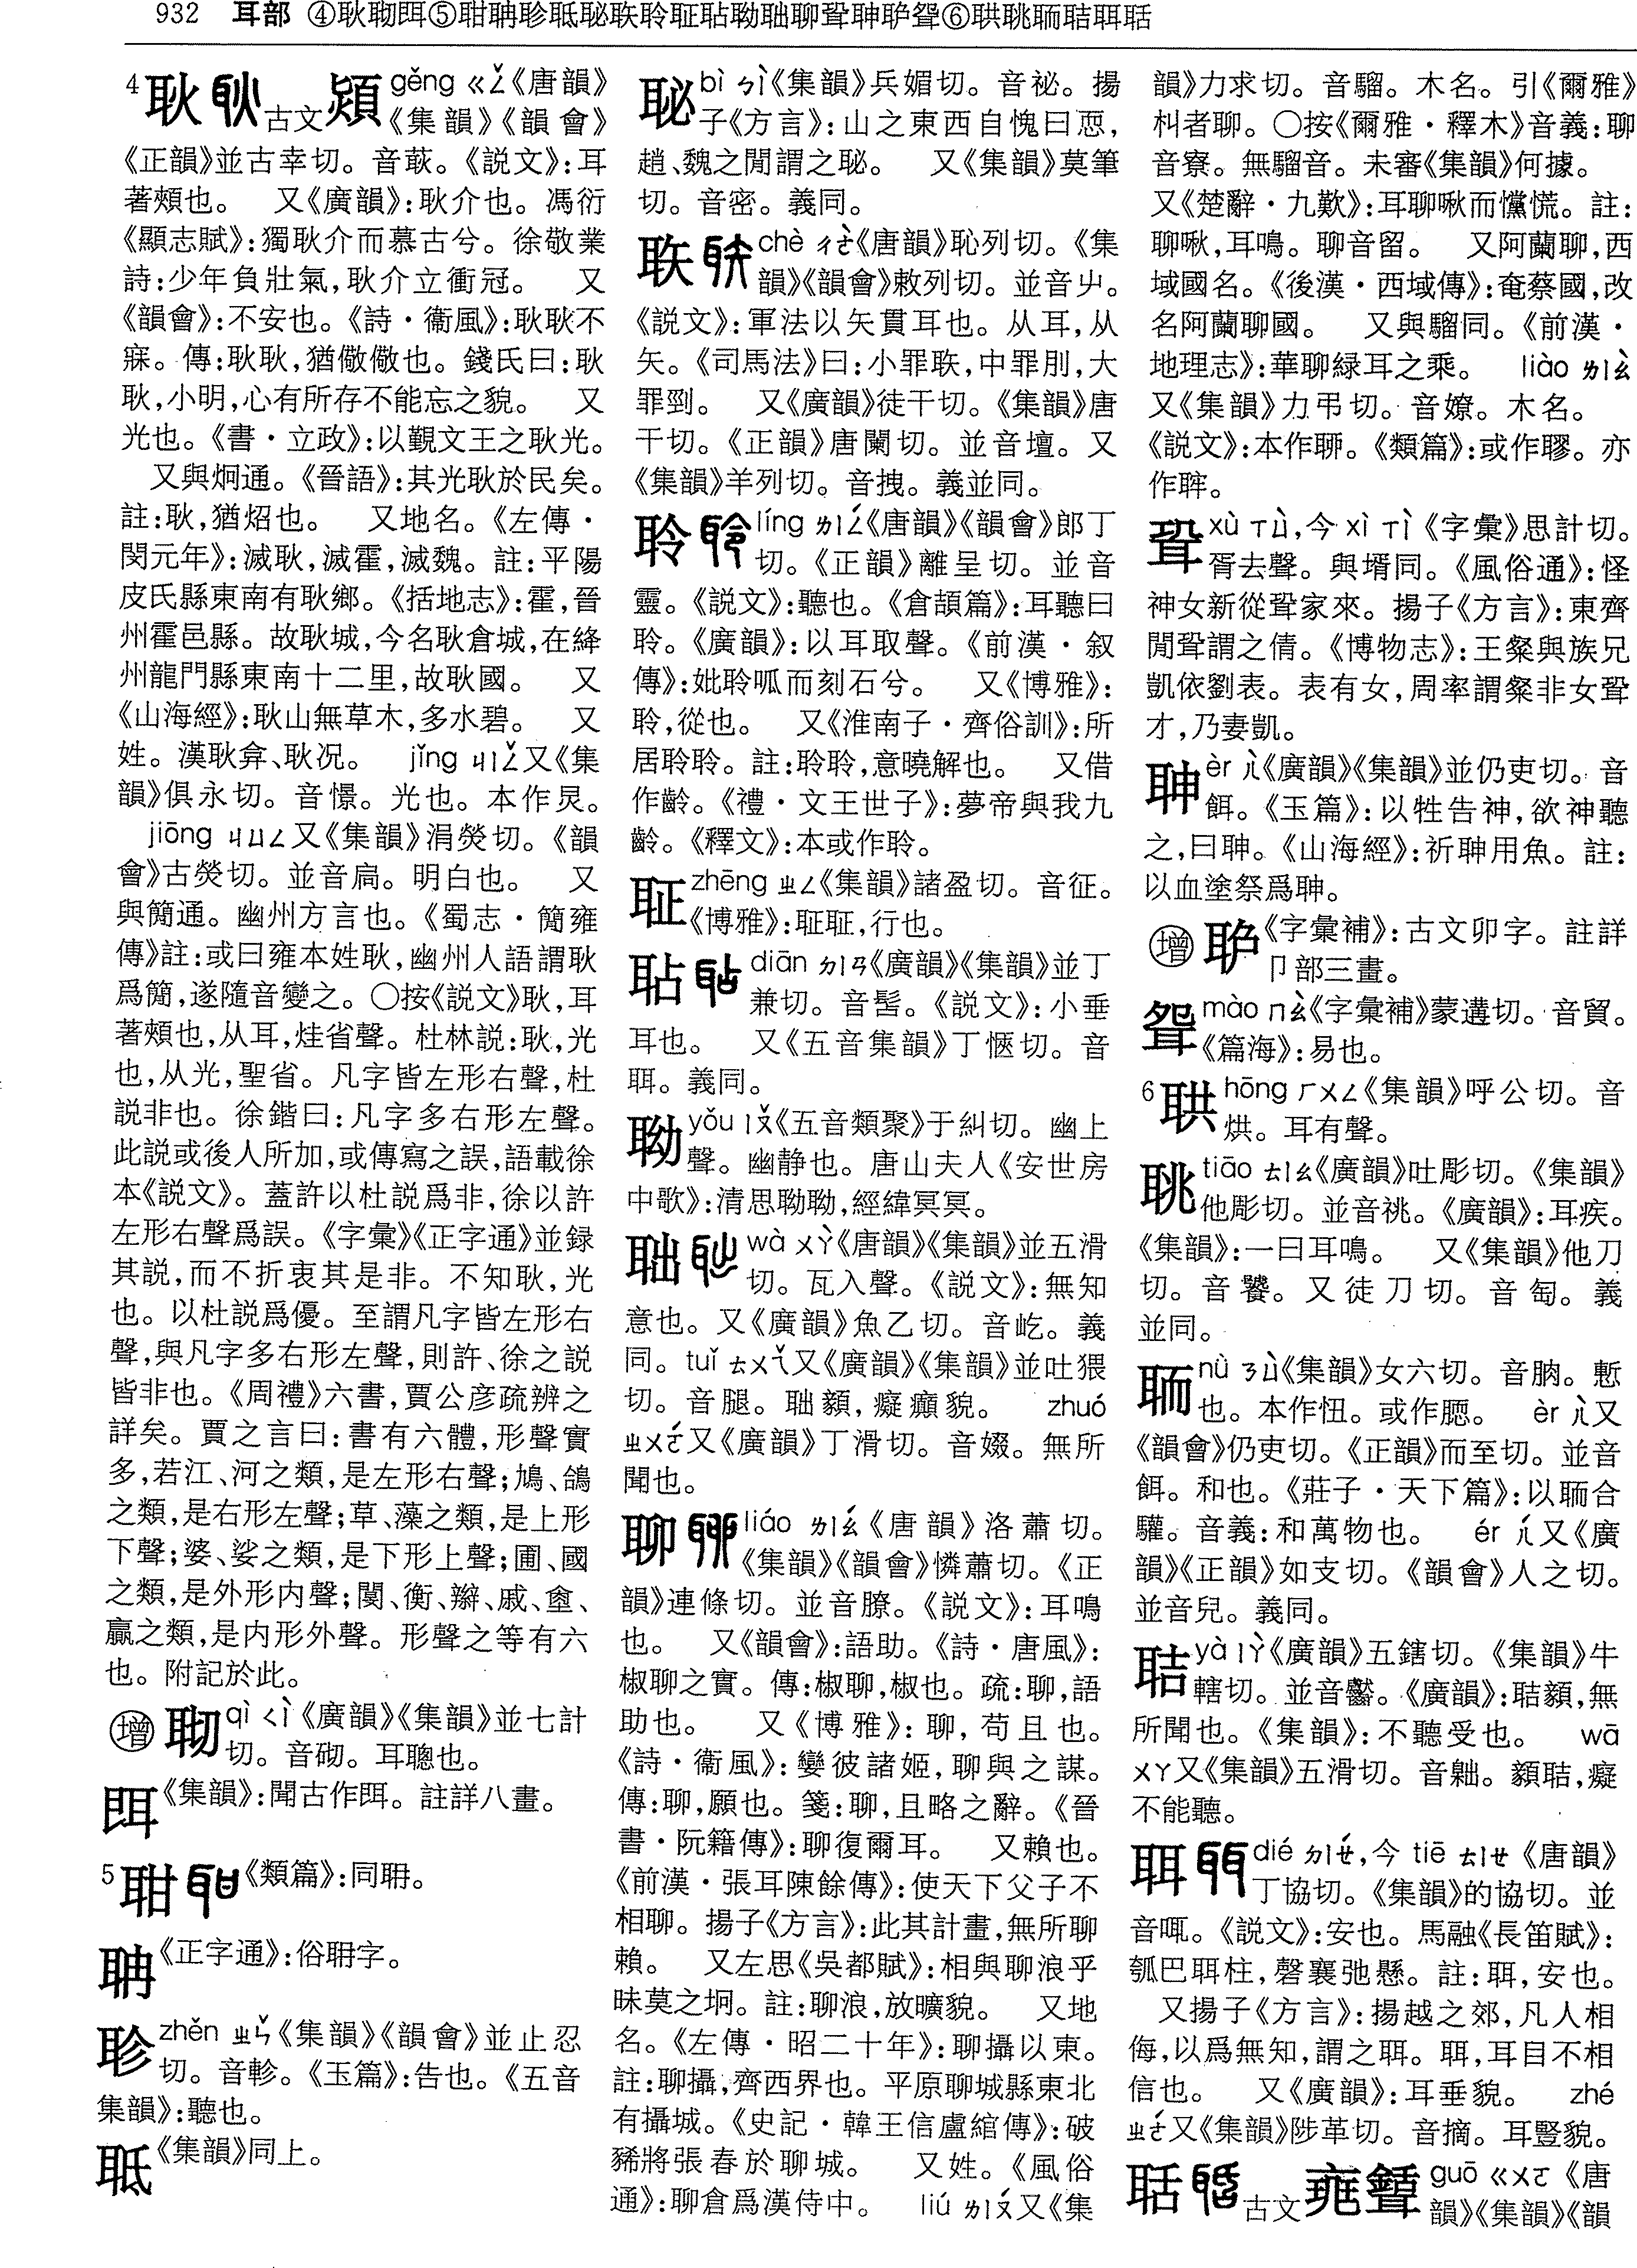 932 耳部 ④耿聁䎶⑤聑聃聄聇䎵聅聆聇聐䎺聉聊聟䎶䎺聓⑥䎺聎聏聐聑聒
4耿 古文熲 gěng ㄍㄥˇ《唐韻》
《集韻》《韻會》
《正韻》並古幸切。音䓳。《説文》：耳
著頰也。　又《廣韻》：耿介也。馮衍
《顯志賦》：獨耿介而慕古兮。徐敬業
詩：少年負壯氣，耿介立衝冠。　又
《韻會》：不安也。《詩・衞風》：耿耿不
寐。傳：耿耿，猶儆儆也。錢氏曰：耿
耿，小明，心有所存不能忘之貌。　又
光也。《書・立政》：以覲文王之耿光。
又與炯通。《晉語》：其光耿於民矣。
註：耿，猶炤也。　又地名。《左傳・
閔元年》：滅耿，滅霍，滅魏。註：平陽
皮氏縣東南有耿鄉。《括地志》：霍，晉
州霍邑縣。故耿城，今名耿倉城，在絳
州龍門縣東南十二里，故耿國。　又
《山海經》：耿山無草木，多水碧。　又
姓。漢耿弇、耿況。　jǐng ㄐㄧㄥˇ又《集
韻》俱永切。音憬。光也。本作炅。
jiōng ㄐㄩㄥ又《集韻》涓熒切。《韻
會》古熒切。並音扃。明白也。　又
與簡通。幽州方言也。《蜀志・簡雍
傳》註：或曰雍本姓耿，幽州人語謂耿
爲簡，遂隨音變之。〇按《説文》耿，耳
著頰也，从耳，烓省聲。杜林説：耿，光
也，从光，聖省。凡字皆左形右聲，杜
説非也。徐鍇曰：凡字多右形左聲。
此説或後人所加，或傳寫之誤，語載徐
本《説文》。蓋許以杜説爲非，徐以許
左形右聲爲誤。《字彙》《正字通》並録
其説，而不折衷其是非。不知耿，光
也。以杜説爲優。至謂凡字皆左形右
聲，與凡字多右形左聲，則許、徐之説
皆非也。《周禮》六書，賈公彦疏辨之
詳矣。賈之言曰：書有六體，形聲實
多，若江、河之類，是左形右聲；鳩、鴿
之類，是右形左聲；草、藻之類，是上形
下聲；婆、娑之類，是下形上聲；圃、國
之類，是外形内聲；闋、衡、辮、戚、
之類，是内形外聲。形聲之等有六
也。附記於此。
增 qì ㄑㄧˋ《廣韻》《集韻》並七計
切。音砌。耳聰也。
《集韻》：聞古作。註詳八畫。
5 《類篇》：同聃。
《正字通》：俗聃字。
聄 zhěn ㄓㄣˇ《集韻》《韻會》並止忍
切。音軫。《玉篇》：告也。《五音
集韻》：聽也。
《集韻》同上。
bì ㄅㄧˋ《集韻》兵媚切。音祕。揚
子《方言》：山之東西自愧曰恧，
趙、魏之閒謂之。　又《集韻》莫筆
切。音密。義同。
聅 chè ㄔㄜˋ《唐韻》恥列切。《集
韻》《韻會》敕列切。並音屮。
《説文》：軍法以矢貫耳也。从耳，从
矢。《司馬法》曰：小罪聅，中罪刖，大
罪剄。　又《廣韻》徒干切。《集韻》唐
干切。《正韻》唐闌切。並音壇。又
《集韻》羊列切。音拽。義並同。
聆 líng ㄌㄧㄥˊ《唐韻》《韻會》郎丁
切。《正韻》離呈切。並音
靈。《説文》：聽也。《倉頡篇》：耳聽曰
聆。《廣韻》：以耳取聲。《前漢・叙
傳》：妣聆呱而刻石兮。　又《博雅》：
聆，從也。　又《淮南子・齊俗訓》：所
居聆聆。註：聆聆，意曉解也。　又借
作齡。《禮・文王世子》：夢帝與我九
齡。《釋文》：本或作聆。
聇 zhēng ㄓㄥ《集韻》諸盈切。音征。
《博雅》：聇聇，行也。
diān ㄉㄧㄢ《廣韻》《集韻》並丁
兼切。音髻。《説文》：小垂
耳也。　又《五音集韻》丁愜切。音
聑。義同。
聈 yǒu ㄧㄡˇ《五音類聚》于糾切。幽上
聲。幽静也。唐山夫人《安世房
中歌》：清思聈聈，經緯冥冥。
聉 wà ㄨㄚˋ《唐韻》《集韻》並五滑
切。瓦入聲。《説文》：無知
意也。又《廣韻》魚乙切。音屹。義
同。tuǐ ㄊㄨㄟˇ又《廣韻》《集韻》並吐猥
切。音腿。聉顡，癡癲貌。　zhuó
ㄓㄨㄛˊ又《廣韻》丁滑切。音娺。無所
聞也。
聊 liáo ㄌㄧㄠˊ《唐韻》洛蕭切。
《集韻》《韻會》憐蕭切。《正
韻》連條切。並音膫。《説文》：耳鳴
也。　又《韻會》：語助。《詩・唐風》：
椒聊之實。傳：椒聊，椒也。疏：聊，語
助也。　又《博雅》：聊，苟且也。
《詩・衞風》：孌彼諸姬，聊與之謀。
傳：聊，願也。箋：聊，且略之辭。《晉
書・阮籍傳》：聊復爾耳。　又賴也。
《前漢・張耳陳餘傳》：使天下父子不
相聊。揚子《方言》：此其計畫，無所聊
賴。　又左思《吳都賦》：相與聊浪乎
昧莫之坰。註：聊浪，放曠貌。　又地
名。《左傳・昭二十年》：聊攝以東。
註：聊攝，齊西界也。平原聊城縣東北
有攝城。《史記・韓王信盧綰傳》：破
豨將張春於聊城。　又姓。《風俗
通》：聊倉爲漢侍中。　liú ㄌㄧㄡˊ又《集
韻》力求切。音騮。木名。引《爾雅》
朻者聊。〇按《爾雅・釋木》音義：聊
音寮。無騮音。未審《集韻》何據。
又《楚辭・九歎》：耳聊啾而戃慌。註：
聊啾，耳鳴。聊音留。　又阿蘭聊，西
域國名。《後漢・西域傳》：奄蔡國，改
名阿蘭聊國。　又與騮同。《前漢・
地理志》：華聊緑耳之乘。　liào ㄌㄧㄠˋ
又《集韻》力弔切。音嫽。木名。
《説文》：本作。《類篇》：或作膠。亦
作。
聟 xù ㄒㄩˋ，今 xì ㄒㄧˋ《字彙》思計切。
胥去聲。與壻同。《風俗通》：怪
神女新從聟家來。揚子《方言》：東齊
閒聟謂之倩。《博物志》：王粲與族兄
凱依劉表。表有女，周率謂粲非女聟
才，乃妻凱。
èr ㄦˋ《廣韻》《集韻》並仍吏切。音
餌。《玉篇》：以牲告神，欲神聽
之，曰。《山海經》：祈用魚。註：
以血塗祭爲。
增 《字彙補》：古文卯字。註詳
卩部三畫。
mào ㄇㄠˋ《字彙補》蒙遘切。音貿。
《篇海》：易也。
6 hōng ㄏㄨㄥ《集韻》呼公切。音
烘。耳有聲。
聎 tiāo ㄊㄧㄠ《廣韻》吐彫切。《集韻》
他彫切。並音祧。《廣韻》：耳疾。
《集韻》：一曰耳鳴。　又《集韻》他刀
切。音饕。又徒刀切。音匋。義
並同。
聏 nǜ ㄋㄩˋ《集韻》女六切。音朒。慙
也。本作忸。或作恧。　èr ㄦˋ又
《韻會》仍吏切。《正韻》而至切。並音
餌。和也。《莊子・天下篇》：以聏合
驩。音義：和萬物也。　ér ㄦˊ又《廣
韻》《正韻》如支切。《韻會》人之切。
並音兒。義同。
yà ㄧㄚˋ《廣韻》五鎋切。《集韻》牛
轄切。並音齾。《廣韻》：顡，無
所聞也。《集韻》：不聽受也。　wā
ㄨㄚ又《集韻》五滑切。音聉。顡，癡
不能聽。
聑 dié ㄉㄧㄝˊ，今 tiē ㄊㄧㄝ《唐韻》
丁協切。《集韻》的協切。並
音㖇。《説文》：安也。馬融《長笛賦》：
瓠巴聑柱，磬襄弛懸。註：聑，安也。
又揚子《方言》：揚越之郊，凡人相
侮，以爲無知，謂之聑。聑，耳目不相
信也。　又《廣韻》：耳垂貌。　zhé
ㄓㄜˊ又《集韻》陟革切。音摘。耳豎貌。
聒 古文 guō ㄍㄨㄛ《唐
韻》《集韻》《韻